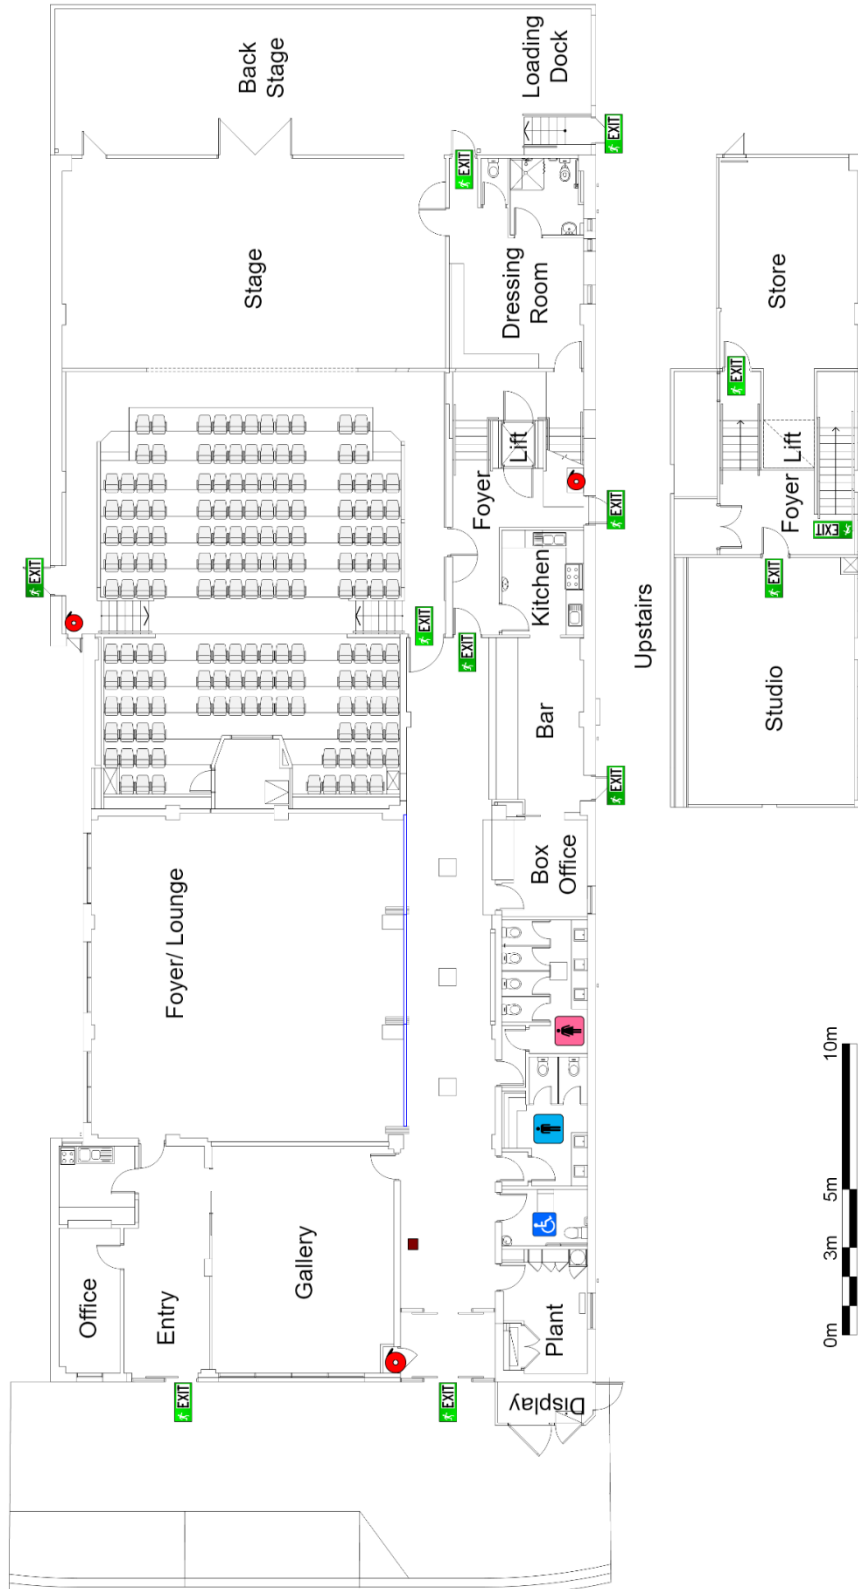 Back
Stage
Loading
Dock
EXIT
EXIT
Stage
Dressing
Room
Store
EXIT
Lift
Foyer
EXIT
EXIT
Studio
Upstairs
Lift
Foyer
EXIT
Kitchen
EXIT
EXIT
EXIT
Bar
EXIT
Box
Office
Foyer/ Lounge
Gallery
Office
Entry
Plant
EXIT
EXIT
Display
0m
3m
5m
10m